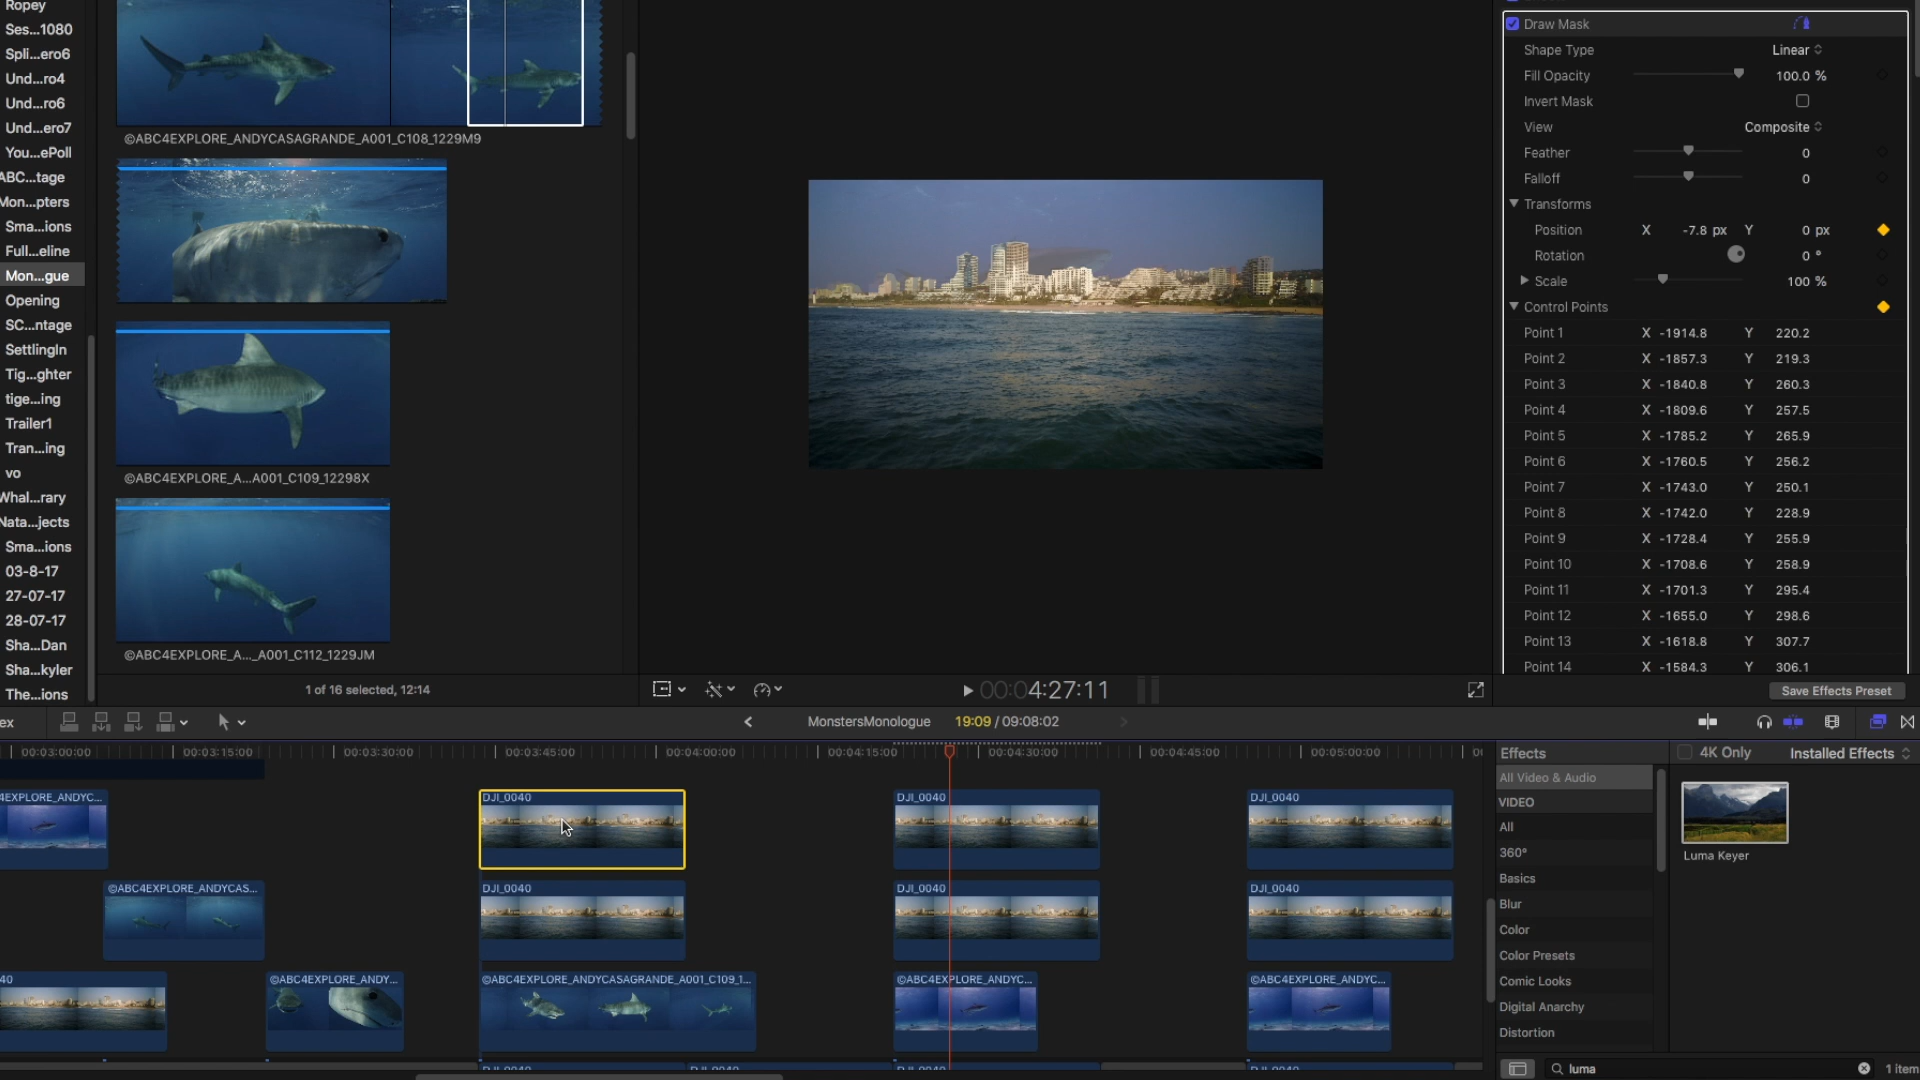 Ropey
Ses...1080
Spli...ero6
Und...ro4
Und...ro6
Und...ero7
You...ePoll
ABC...tage
Mon...pters
Sma...ions
Full...eline
Mon...gue
Opening
SC...ntage
SettlingIn
Tig...ghter
tige...ing
Trailer1
Tran...ing
vo
Whal...rary
Nata...jects
Sma...ions
03-8-17
27-07-17
28-07-17
Sha...Dan
Sha...kyler
The...ions
©ABC4EXPLORE_ANDYCASAGRANDE_A001_C108_1229M9
©ABC4EXPLORE_A...A001_C109_12298X
©ABC4EXPLORE_A..._A001_C112_1229JM
1 of 16 selected, 12:14
00:04:27:11
Draw Mask
Shape Type Linear
Fill Opacity 100.0 %
Invert Mask
View Composite
Feather 0
Falloff 0
Transforms
Position X -7.8 px Y 0 px
Rotation 0 °
Scale 100 %
Control Points
Point 1 X -1914.8 Y 220.2
Point 2 X -1857.3 Y 219.3
Point 3 X -1840.8 Y 260.3
Point 4 X -1809.6 Y 257.5
Point 5 X -1785.2 Y 265.9
Point 6 X -1760.5 Y 256.2
Point 7 X -1743.0 Y 250.1
Point 8 X -1742.0 Y 228.9
Point 9 X -1728.4 Y 255.9
Point 10 X -1708.6 Y 258.9
Point 11 X -1701.3 Y 295.4
Point 12 X -1655.0 Y 298.6
Point 13 X -1618.8 Y 307.7
Point 14 X -1584.3 Y 306.1
Save Effects Preset
ex MonstersMonologue 19:09 / 09:08:02
00:03:00:00 00:03:15:00 00:03:30:00 00:03:45:00 00:04:00:00 00:04:15:00 00:04:30:00 00:04:45:00 00:05:00:00
4EXPLORE_ANDYC... DJI_0040 DJI_0040 DJI_0040
©ABC4EXPLORE_ANDYCAS... DJI_0040 DJI_0040 DJI_0040
40 ©ABC4EXPLORE_ANDY... ©ABC4EXPLORE_ANDYCASAGRANDE_A001_C109_1... ©ABC4EXPLORE_ANDYC... ©ABC4EXPLORE_ANDYC...
DJI_0040 DJI_0040 DJI_0040 DJI_0040
Effects 4K Only Installed Effects
All Video & Audio
VIDEO
All
360°
Basics
Blur
Color
Color Presets
Comic Looks
Digital Anarchy
Distortion
Luma Keyer
luma 1 item